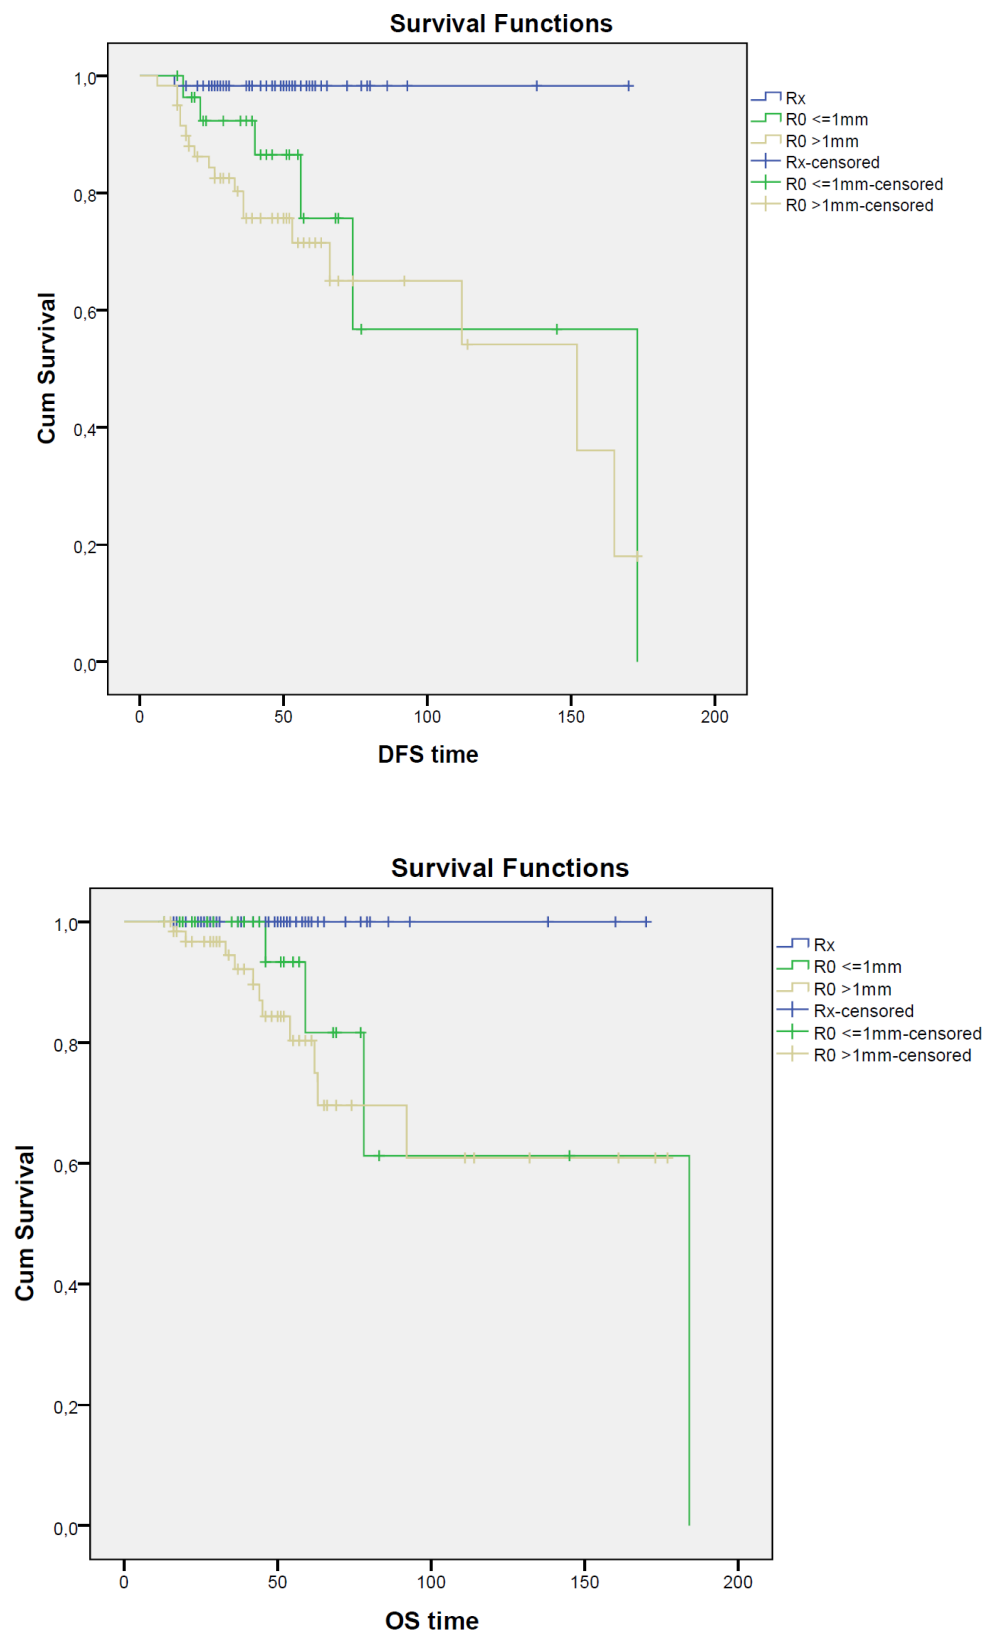 Survival Functions
1,0
0,8
0,6
0,4
0,2
0,0
Cum Survival
0 50 100 150 200
DFS time
Rx
R0 <=1mm
R0 >1mm
Rx-censored
R0 <=1mm-censored
R0 >1mm-censored
Survival Functions
1,0
0,8
0,6
0,4
0,2
0,0
Cum Survival
0 50 100 150 200
OS time
Rx
R0 <=1mm
R0 >1mm
Rx-censored
R0 <=1mm-censored
R0 >1mm-censored